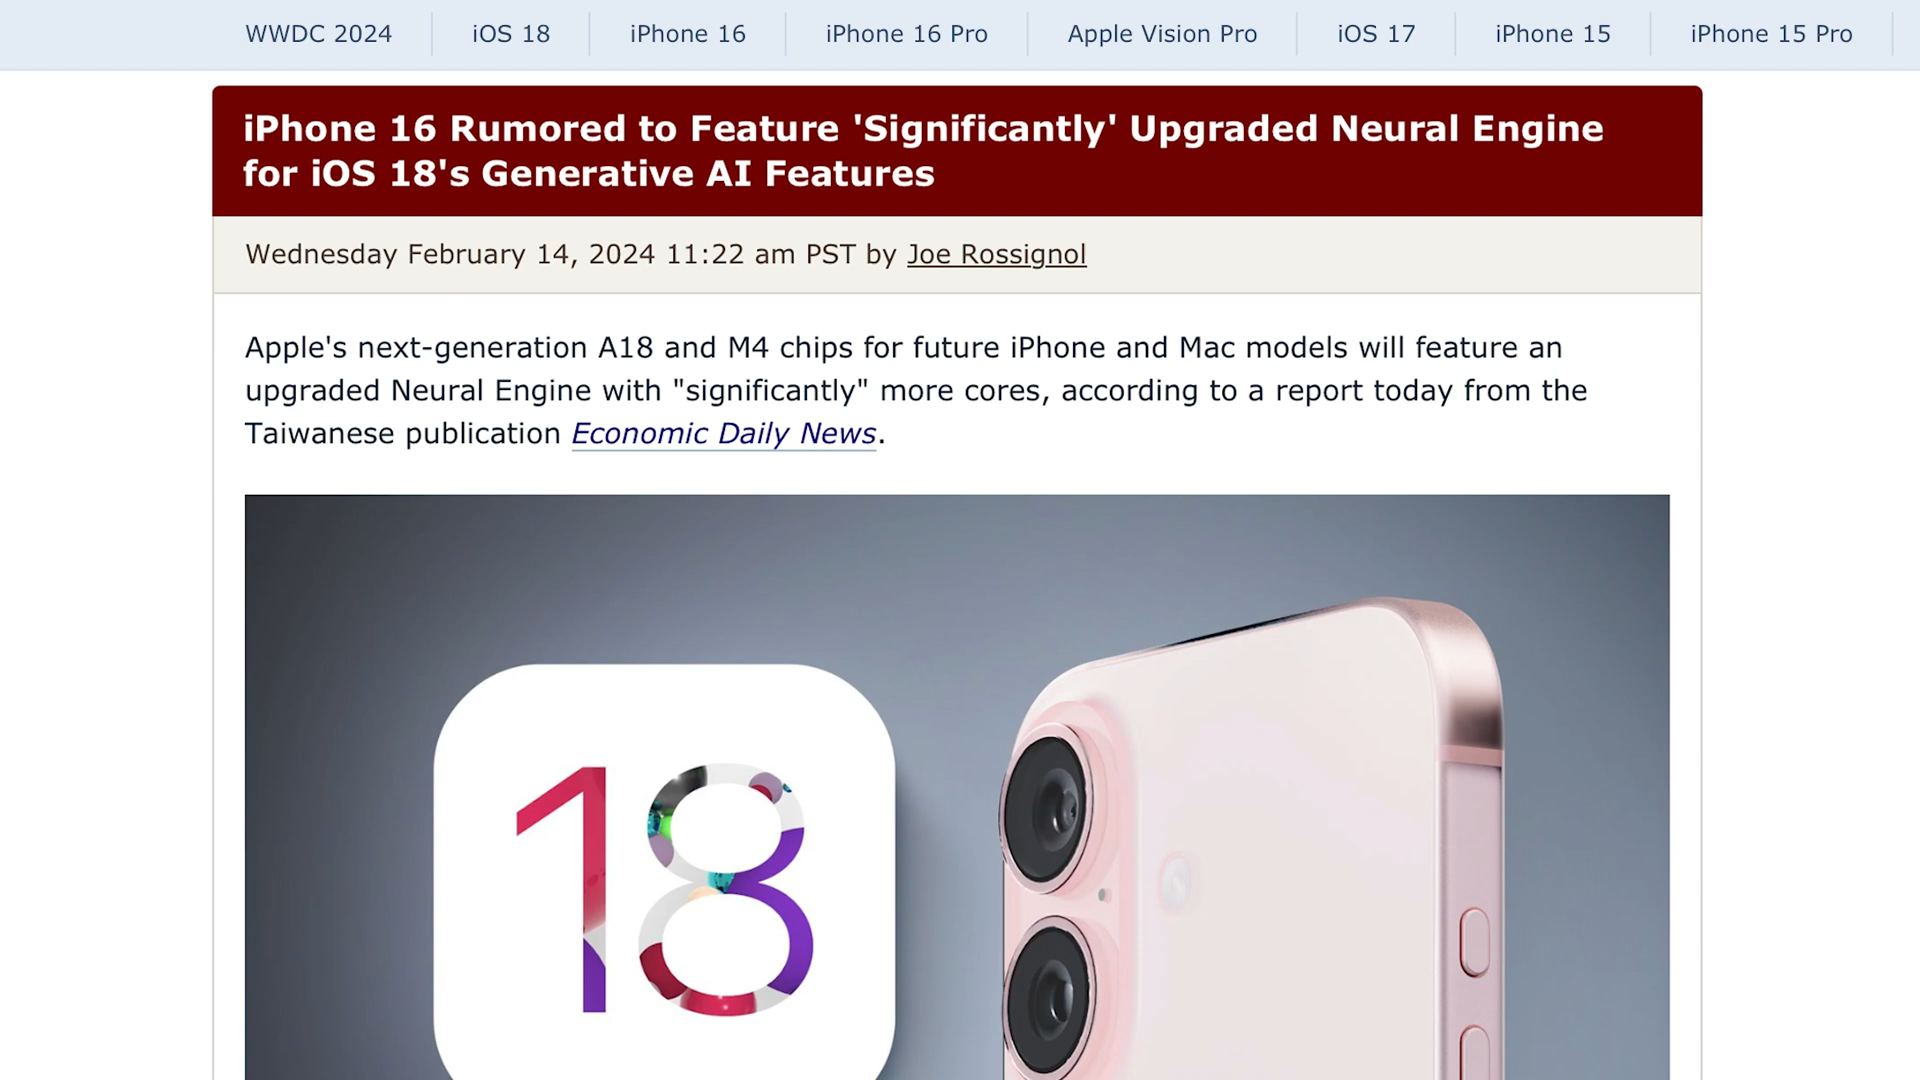 WWDC 2024 iOS 18 iPhone 16 iPhone 16 Pro Apple Vision Pro iOS 17 iPhone 15 iPhone 15 Pro
iPhone 16 Rumored to Feature 'Significantly' Upgraded Neural Engine
for iOS 18's Generative AI Features
Wednesday February 14, 2024 11:22 am PST by Joe Rossignol
Apple's next-generation A18 and M4 chips for future iPhone and Mac models will feature an
upgraded Neural Engine with "significantly" more cores, according to a report today from the
Taiwanese publication Economic Daily News.
18